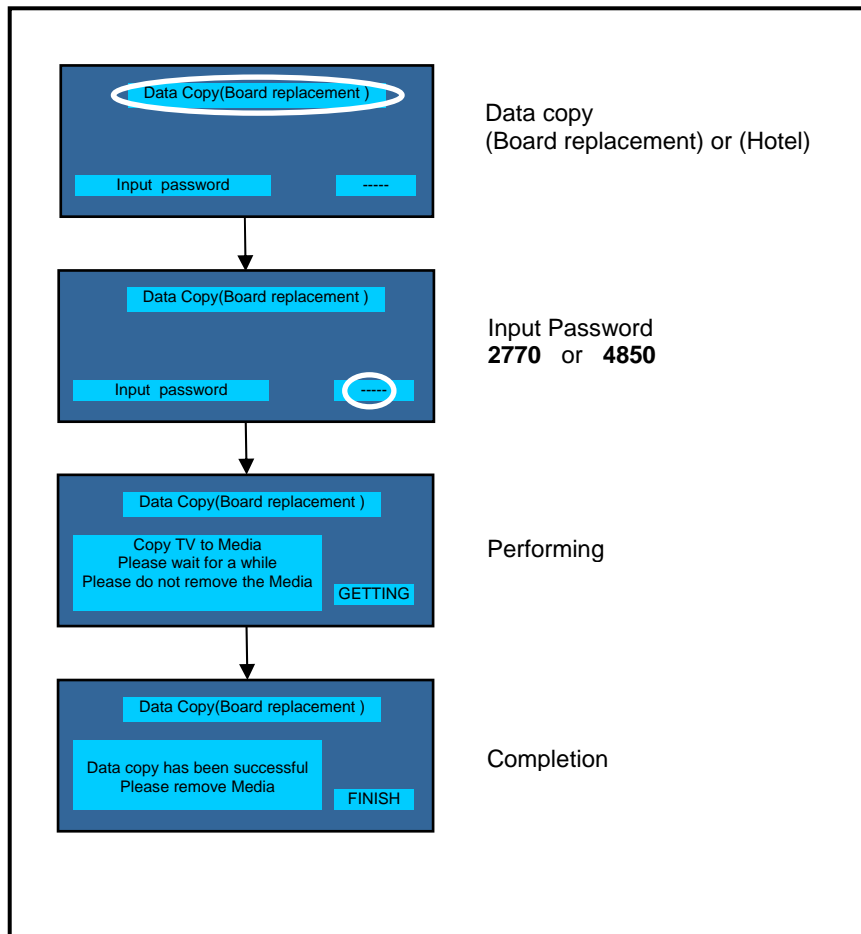 Data Copy(Board replacement )
Input  password
-----
Data copy
(Board replacement) or (Hotel)
Data Copy(Board replacement )
Input  password
-----
Input Password
2770   or   4850
Data Copy(Board replacement )
Copy TV to Media
Please wait for a while
Please do not remove the Media
GETTING
Performing
Data Copy(Board replacement )
Data copy has been successful
Please remove Media
FINISH
Completion